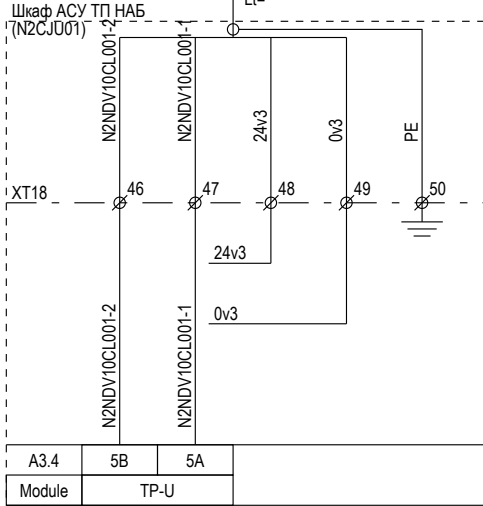 Шкаф АСУ ТП НАБ
(N2CJU01)
N2NDV10CL001-2
N2NDV10CL001-1
24v3
0v3
PE
XT18
46
47
48
49
50
24v3
0v3
N2NDV10CL001-2
N2NDV10CL001-1
A3.4
5B
5A
Module
TP-U